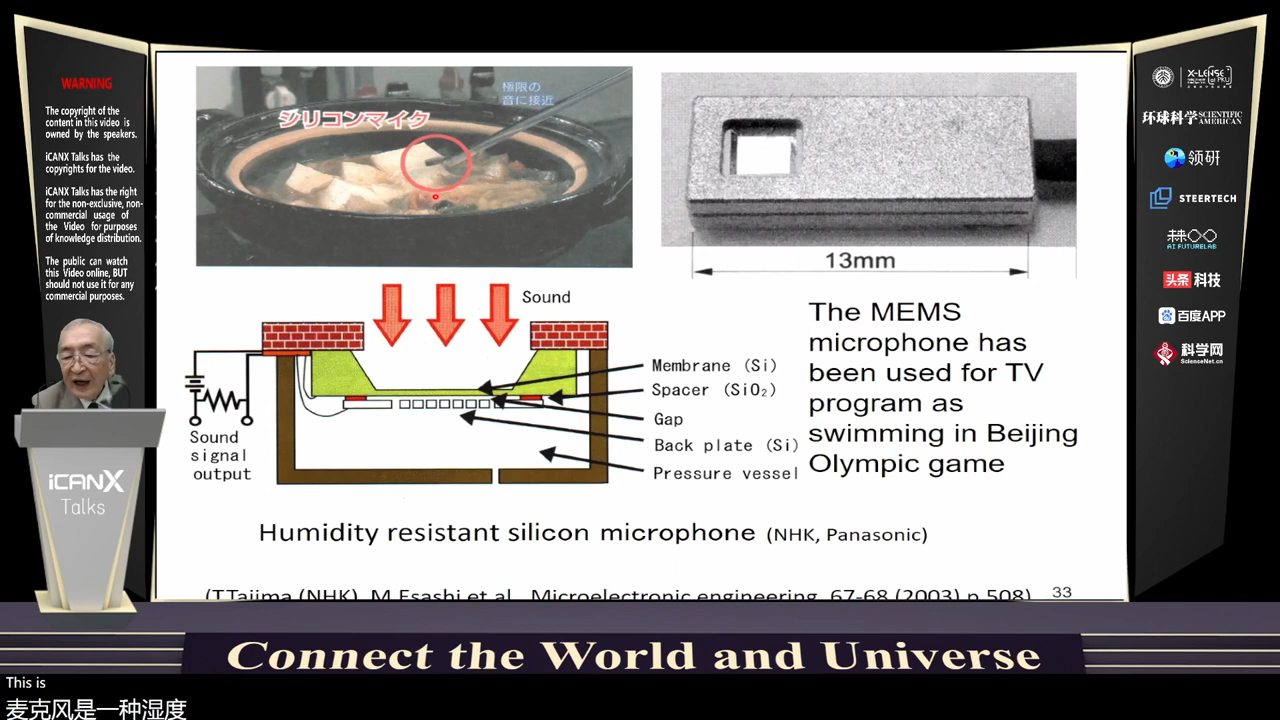 WARNING
The copyright of the
content in this video is
owned by the speakers.
iCANX Talks has the
copyrights for the video.
iCANX Talks has the right
for the non-exclusive, non-
commercial usage of
the Video for purposes
of knowledge distribution.
The public can watch
this Video online, BUT
should not use it for any
commercial purposes.
iCANX
Talks
シリコンマイク
極限の
音に接近
13mm
Sound
Membrane (Si)
Spacer (SiO₂)
Gap
Back plate (Si)
Pressure vessel
Sound
signal
output
The MEMS
microphone has
been used for TV
program as
swimming in Beijing
Olympic game
Humidity resistant silicon microphone (NHK, Panasonic)
(T.Tajima (NHK), M.Esashi et.al., Microelectronic engineering, 67-68 (2003) p.508)
33
X-LENSE
at PKU
环球科学 SCIENTIFIC AMERICAN
领研
STEERTECH
AI FUTURELAB
头条 科技
百度APP
科学网
ScienceNet.cn
Connect the World and Universe
This is
麦克风是一种湿度